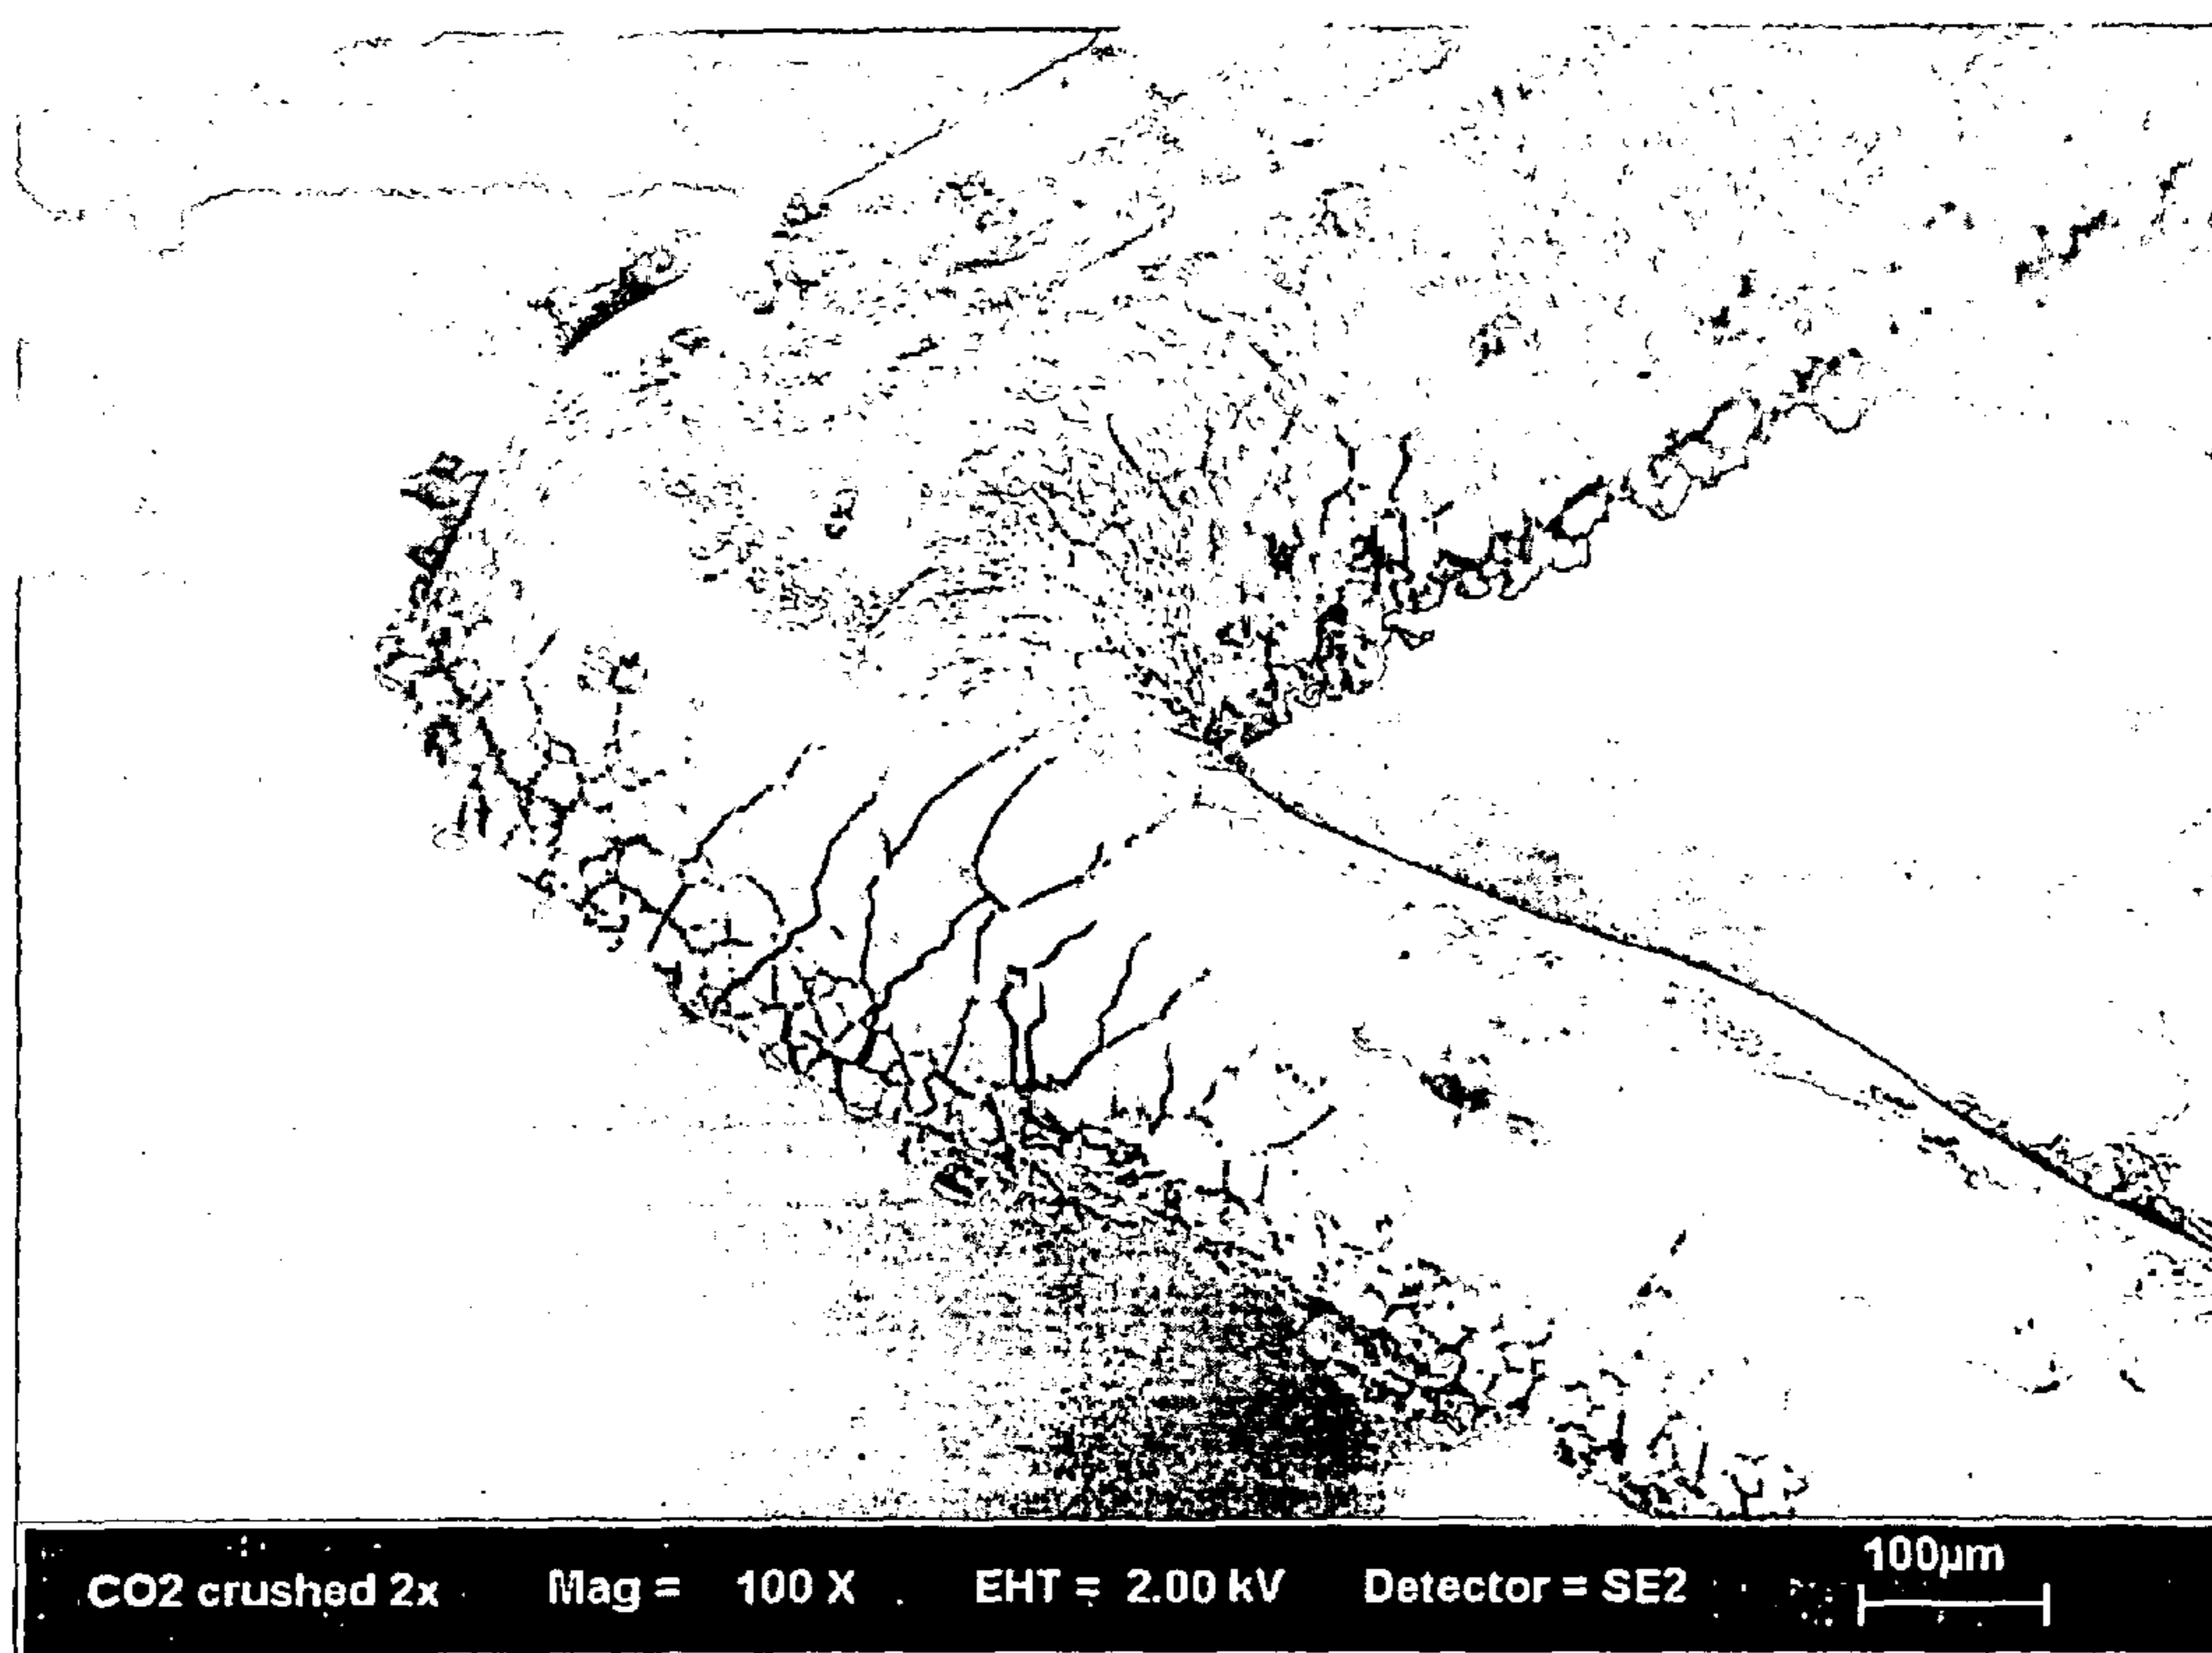 CO2 crushed 2x Mag = 100 X EHT = 2.00 kV Detector = SE2 100µm